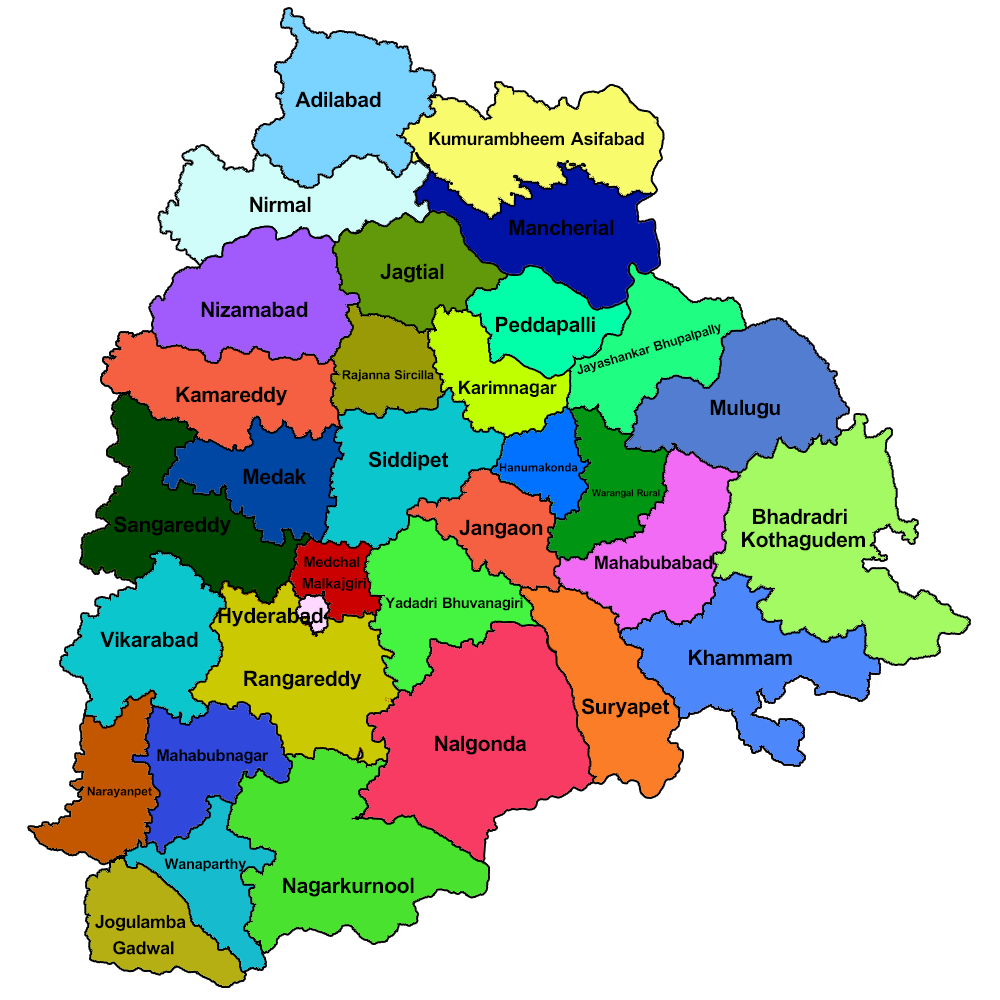 Adilabad
Kumurambheem Asifabad
Nirmal
Mancherial
Jagtial
Nizamabad
Peddapalli
Jayashankar Bhupalpally
Rajanna Sircilla
Karimnagar
Kamareddy
Mulugu
Siddipet
Hanumakonda
Medak
Warangal Rural
Bhadradri
Kothagudem
Sangareddy
Jangaon
Medchal
Malkajgiri
Mahabubabad
Yadadri Bhuvanagiri
Hyderabad
Vikarabad
Khammam
Rangareddy
Suryapet
Nalgonda
Mahabubnagar
Narayanpet
Wanaparthy
Nagarkurnool
Jogulamba
Gadwal